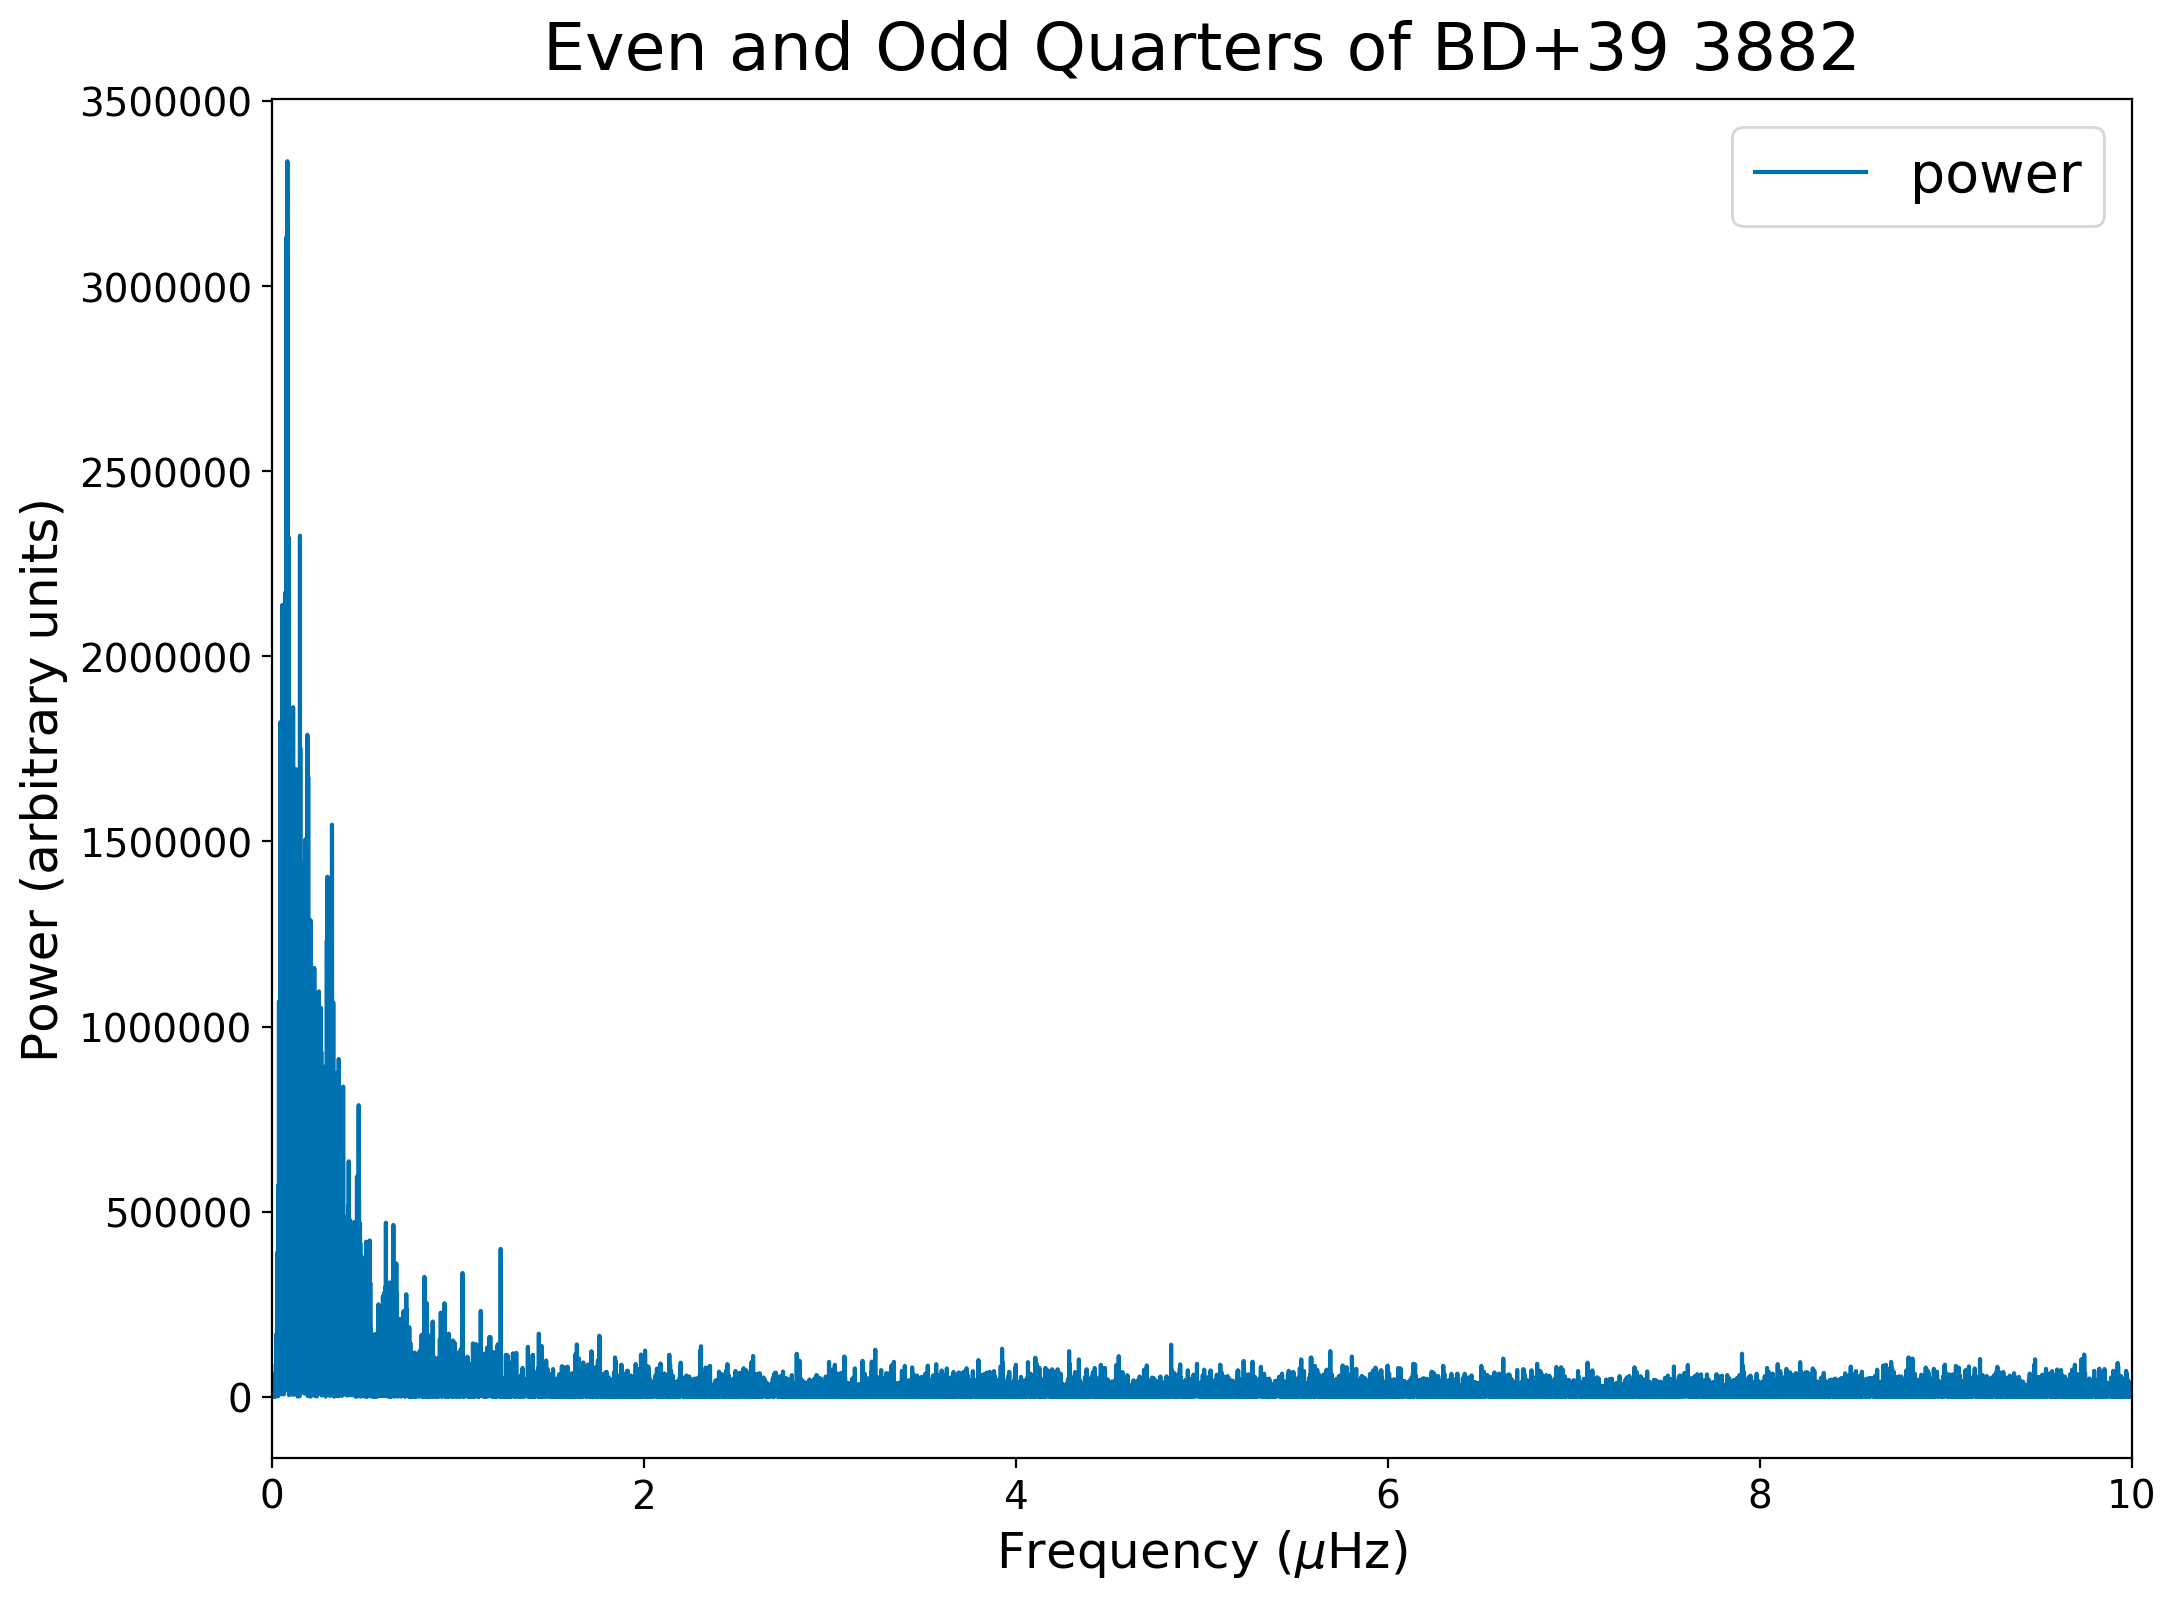 Even and Odd Quarters of BD+39 3882
power
Power (arbitrary units)
3500000
3000000
2500000
2000000
1500000
1000000
500000
0
0 2 4 6 8 10
Frequency (μHz)